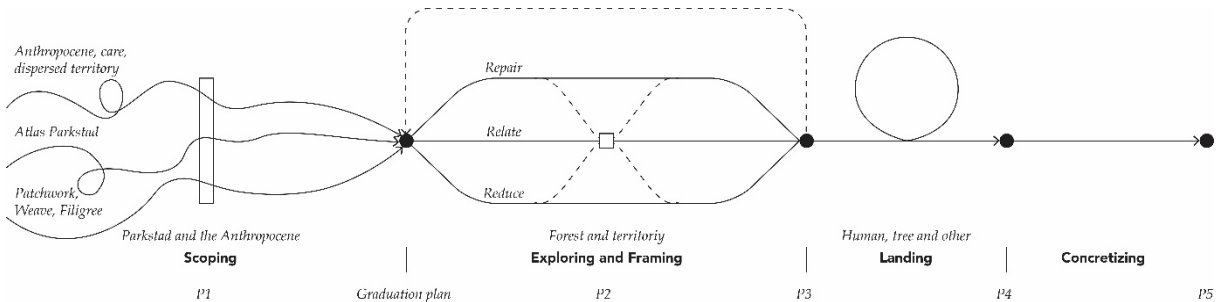 Anthropocene, care,
dispersed territory
Atlas Parkstad
Patchwork,
Weave, Filigree
Repair
Relate
Reduce
Parkstad and the Anthropocene
Forest and territoriy
Human, tree and other
Scoping
Exploring and Framing
Landing
Concretizing
P1
Graduation plan
P2
P3
P4
P5